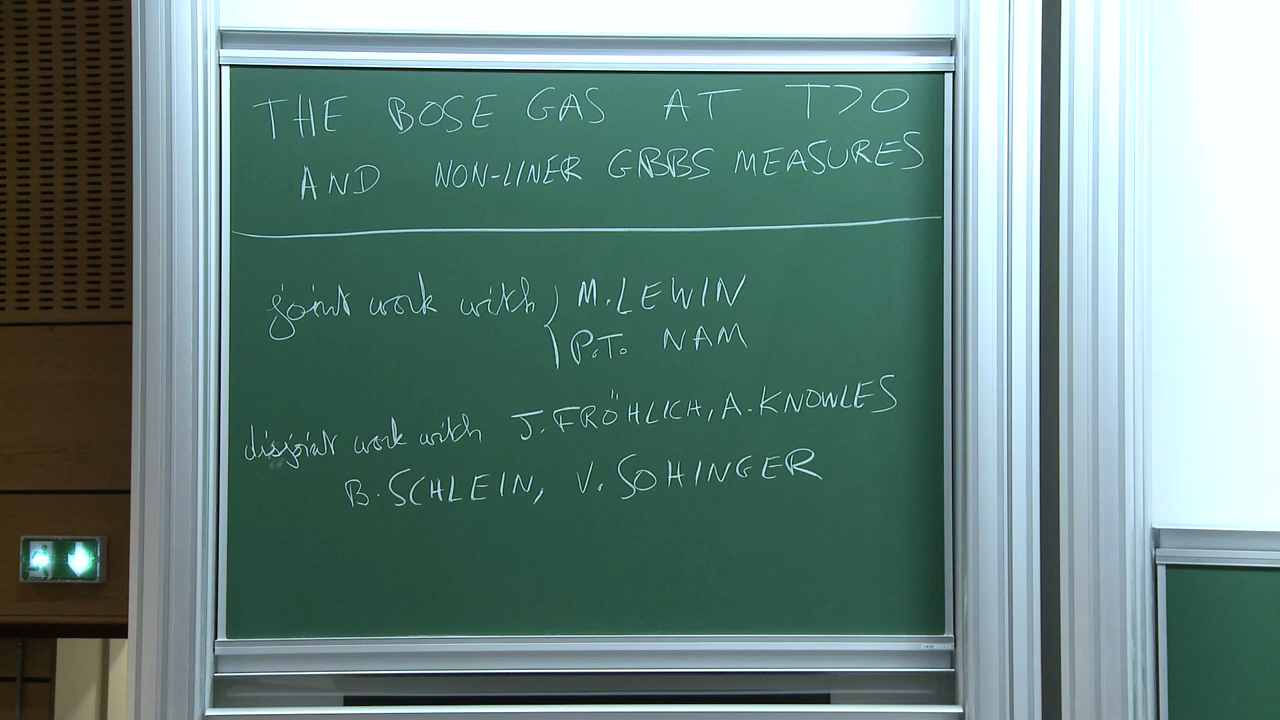 THE BOSE GAS AT T>0
AND NON-LINER GIBBS MEASURES
joint work with { M. LEWIN
P.T. NAM
disjoint work with J. FRÖHLICH, A. KNOWLES
B. SCHLEIN, V. SOHINGER